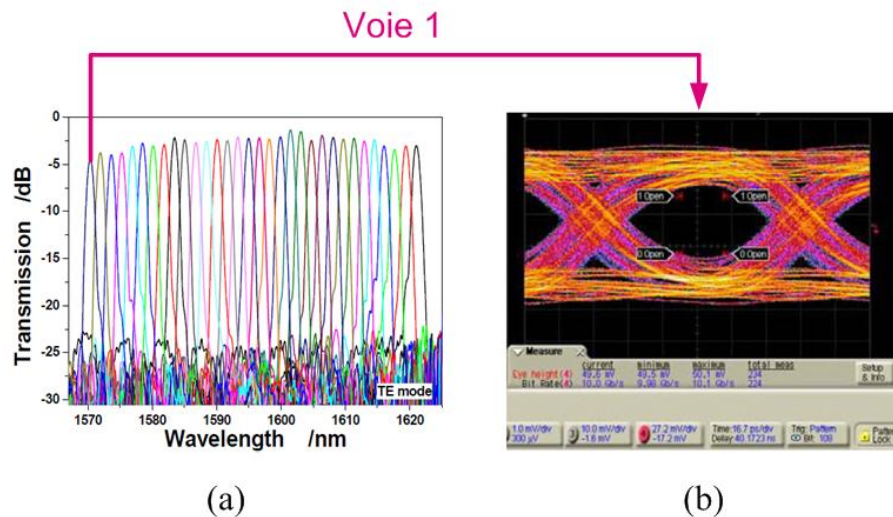 Voie 1
Transmission /dB
0
-5
-10
-15
-20
-25
-30
1570 1580 1590 1600 1610 1620
TE mode
Wavelength /nm
(a)
1 Open 1 Open
0 Open 0 Open
Measure
current minimum maximum total meas
Eye height(4) 49.6 mV 49.5 mV 50.1 mV 234
Bit Rate(4) 10.0 Gb/s 9.98 Gb/s 10.1 Gb/s 224
Setup & Info
1.0 mV/div
300 µV
10.0 mV/div
-1.6 mV
27.2 mV/div
-17.2 mV
Time:16.7 ps/div
Delay:40.1723 ns
Trig: Pattern
Bit: 108
Lock
(b)